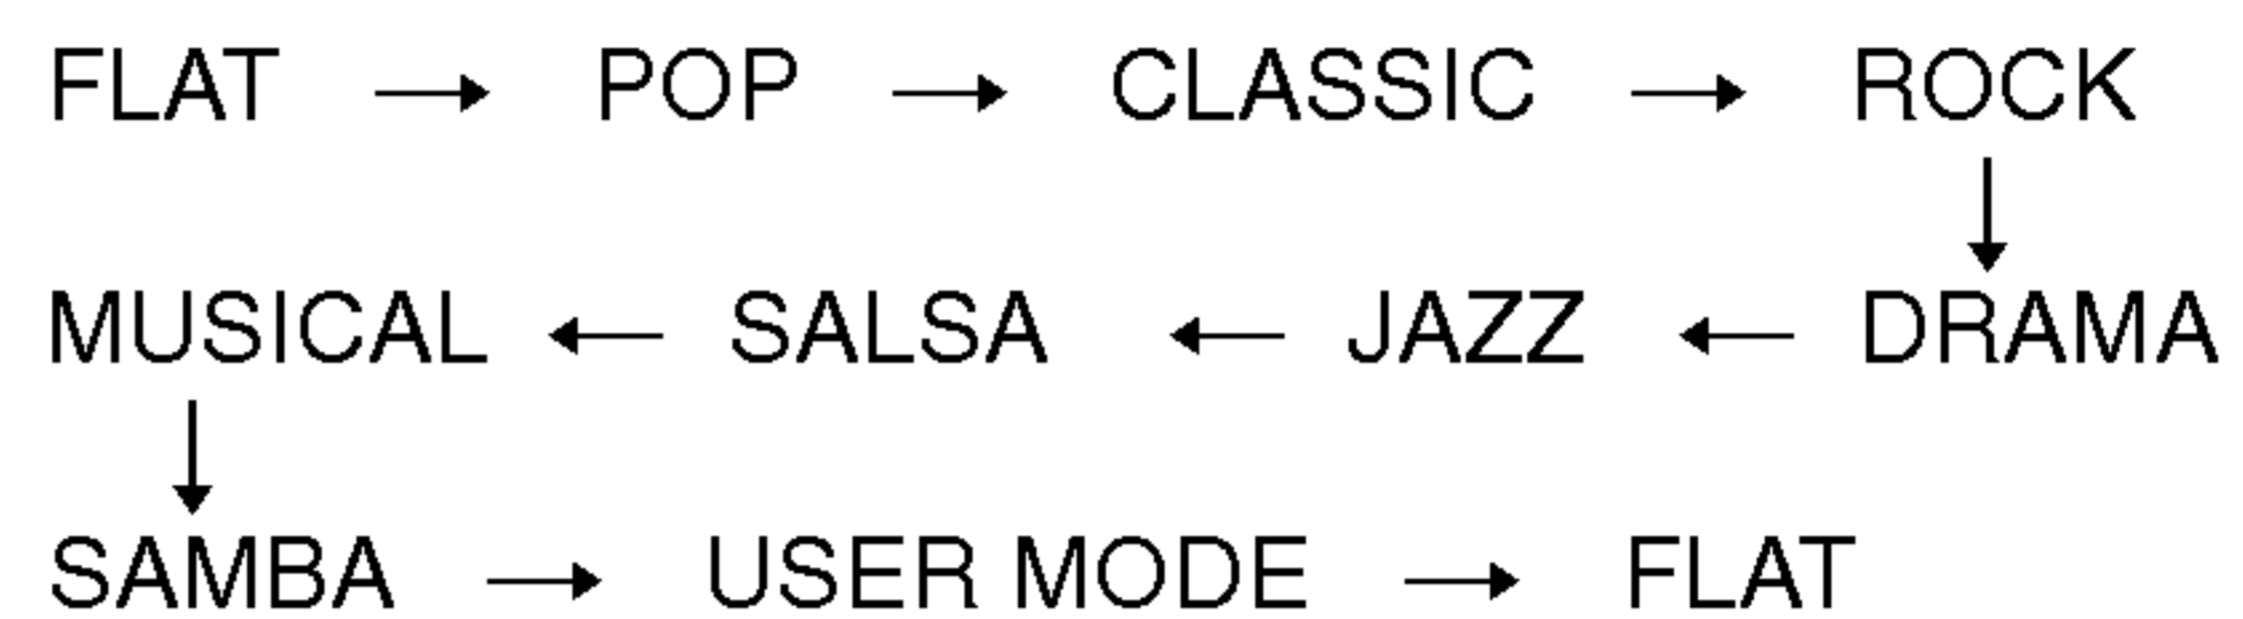 FLAT → POP → CLASSIC → ROCK
MUSICAL ← SALSA ← JAZZ ← DRAMA
SAMBA → USER MODE → FLAT